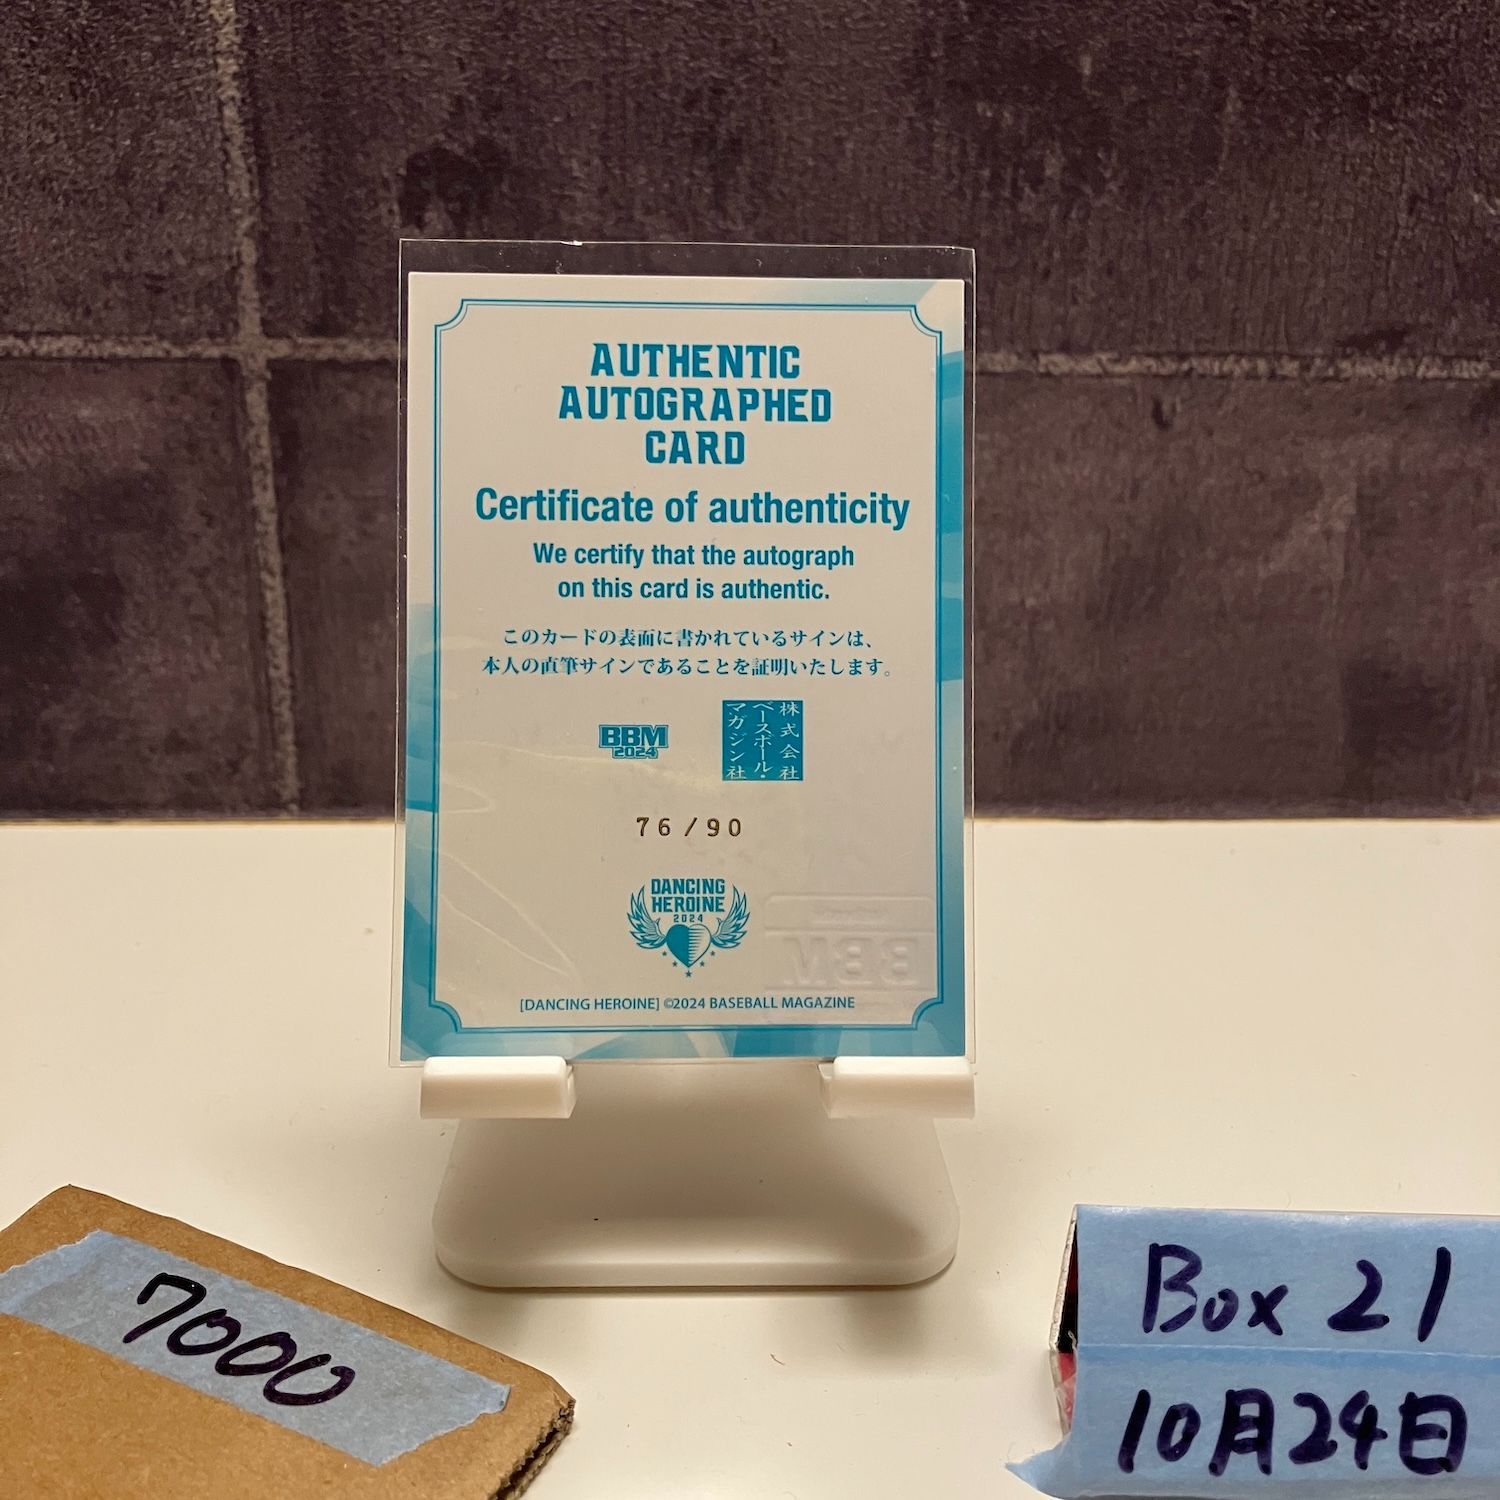 AUTHENTIC
AUTOGRAPHED
CARD
Certificate of authenticity
We certify that the autograph
on this card is authentic.
このカードの表面に書かれているサインは、
本人の直筆サインであることを証明いたします。
BBM
2024
株式会社
ベースボール・
マガジン社
76/90
DANCING
HEROINE
2024
BBM
[DANCING HEROINE] ©2024 BASEBALL MAGAZINE
7000
Box 21
10月24日